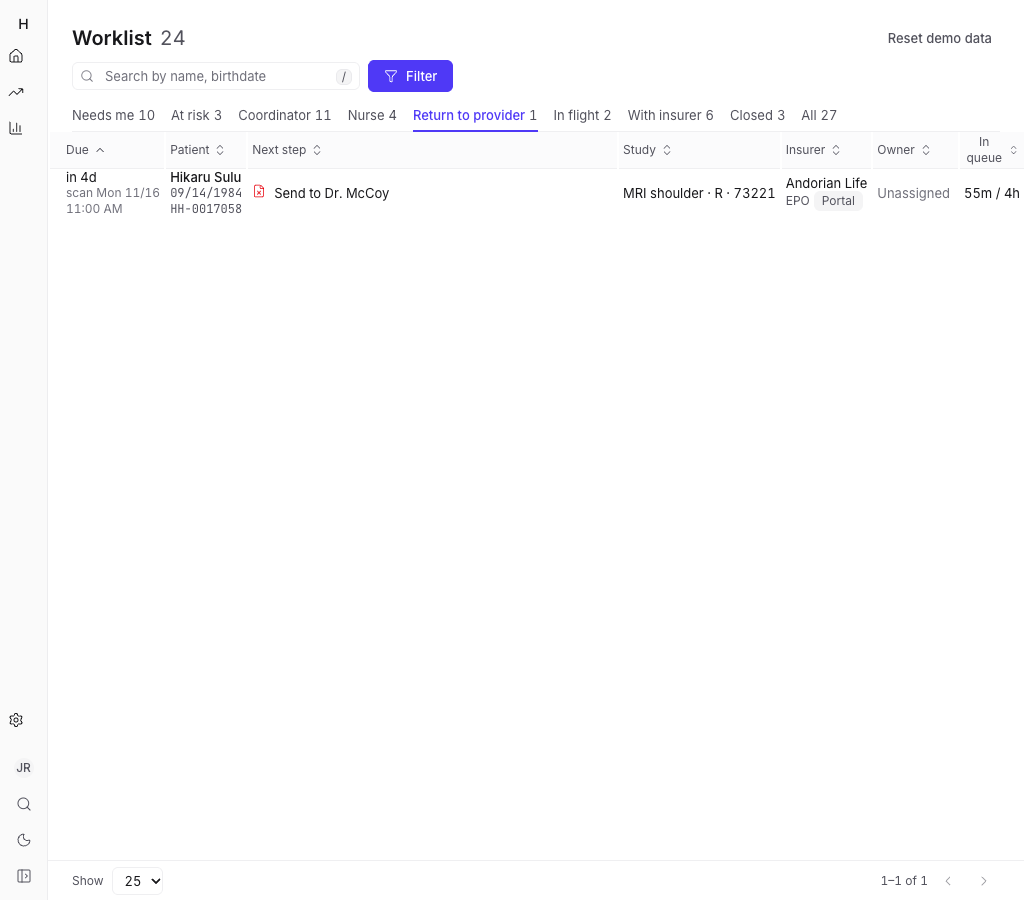 H
Worklist 24
Reset demo data
Search by name, birthdate /
Filter
Needs me 10 At risk 3 Coordinator 11 Nurse 4 Return to provider 1 In flight 2 With insurer 6 Closed 3 All 27
Due Patient Next step Study Insurer Owner In queue
in 4d
scan Mon 11/16
11:00 AM
Hikaru Sulu
09/14/1984
HH-0017058
Send to Dr. McCoy
MRI shoulder · R · 73221
Andorian Life
EPO Portal
Unassigned
55m / 4h
JR
Show 25
1–1 of 1